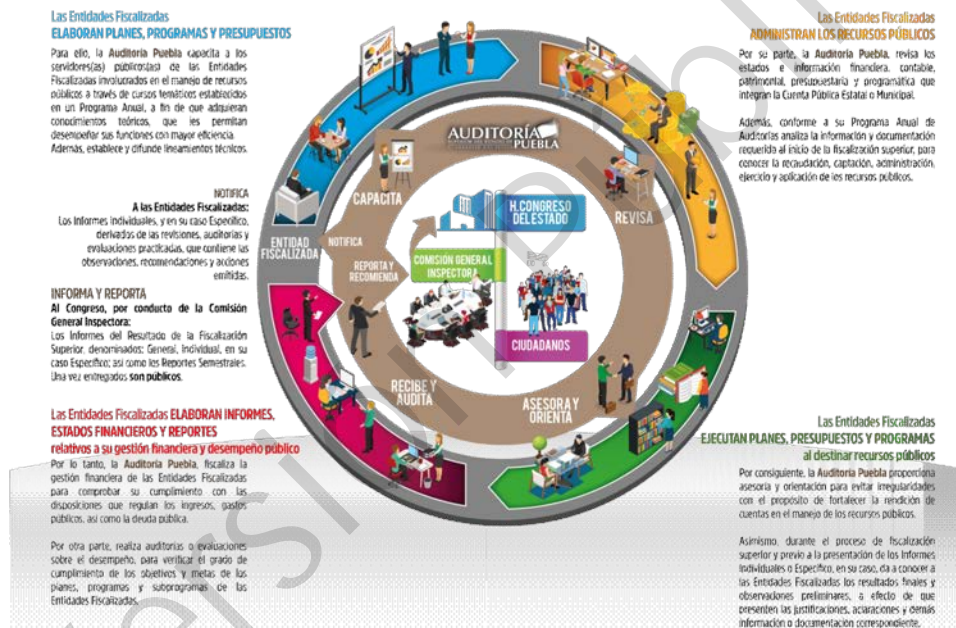 Las Entidades Fiscalizadas
ELABORAN PLANES, PROGRAMAS Y PRESUPUESTOS
Para ello, la Auditoría Puebla capacita a los
servidores(as) públicos(as) de las Entidades
Fiscalizadas involucrados en el manejo de recursos
públicos a través de cursos temáticos establecidos
en un Programa Anual, a fin de que adquieran
conocimientos teóricos, que les permitan
desempeñar sus funciones con mayor eficiencia.
Además, establece y difunde lineamientos técnicos.
NOTIFICA
A las Entidades Fiscalizadas:
Los Informes Individuales, y en su caso Específico,
derivados de las revisiones, auditorías y
evaluaciones practicadas, que contiene las
observaciones, recomendaciones y acciones
emitidas.
INFORMA Y REPORTA
Al Congreso, por conducto de la Comisión
General Inspectora:
Los Informes del Resultado de la Fiscalización
Superior, denominados: General, Individual, en su
caso Específico; así como los Reportes Semestrales.
Una vez entregados son públicos.
Las Entidades Fiscalizadas ELABORAN INFORMES,
ESTADOS FINANCIEROS Y REPORTES
relativos a su gestión financiera y desempeño público
Por lo tanto, la Auditoría Puebla, fiscaliza la
gestión financiera de las Entidades Fiscalizadas
para comprobar su cumplimiento con las
disposiciones que regulan los ingresos, gastos
públicos, así como la deuda pública.
Por otra parte, realiza auditorías o evaluaciones
sobre el desempeño, para verificar el grado de
cumplimiento de los objetivos y metas de los
planes, programas y subprogramas de las
Entidades Fiscalizadas.
AUDITORÍA
PUEBLA
CAPACITA
REVISA
H. CONGRESO
DEL ESTADO
ENTIDAD
FISCALIZADA
NOTIFICA
REPORTA Y
RECOMIENDA
COMISIÓN GENERAL
INSPECTORA
CIUDADANOS
RECIBE Y
AUDITA
ASESORA Y
ORIENTA
Las Entidades Fiscalizadas
ADMINISTRAN LOS RECURSOS PÚBLICOS
Por su parte, la Auditoría Puebla, revisa los
estados e información financiera, contable,
patrimonial, presupuestaria y programática que
integran la Cuenta Pública Estatal o Municipal.
Además, conforme a su Programa Anual de
Auditorías analiza la información y documentación
requerido al inicio de la fiscalización superior, para
conocer la recaudación, captación, administración,
ejercicio y aplicación de los recursos públicos.
Las Entidades Fiscalizadas
EJECUTAN PLANES, PRESUPUESTOS Y PROGRAMAS
al destinar recursos públicos
Por consiguiente, la Auditoría Puebla proporciona
asesoría y orientación para evitar irregularidades
con el propósito de fortalecer la rendición de
cuentas en el manejo de los recursos públicos.
Asimismo, durante el proceso de fiscalización
superior y previo a la presentación de los Informes
Individuales o Específico, en su caso, da a conocer a
las Entidades Fiscalizadas los resultados finales y
observaciones preliminares, a efecto de que
presenten las justificaciones, aclaraciones y demás
información o documentación correspondiente.